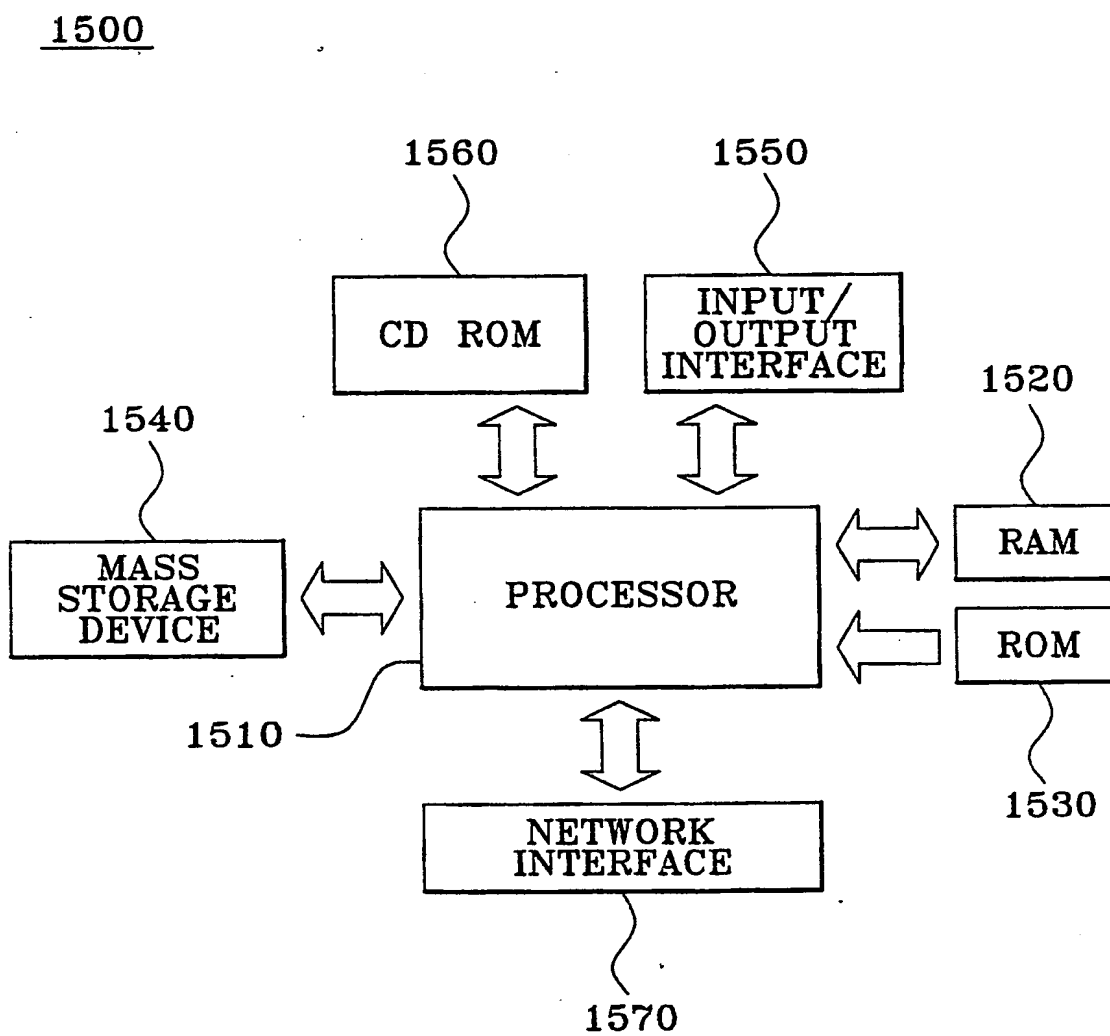 1500
1560
1550
CD ROM
INPUT/
OUTPUT
INTERFACE
1520
1540
RAM
MASS
STORAGE
DEVICE
PROCESSOR
ROM
1510
1530
NETWORK
INTERFACE
1570